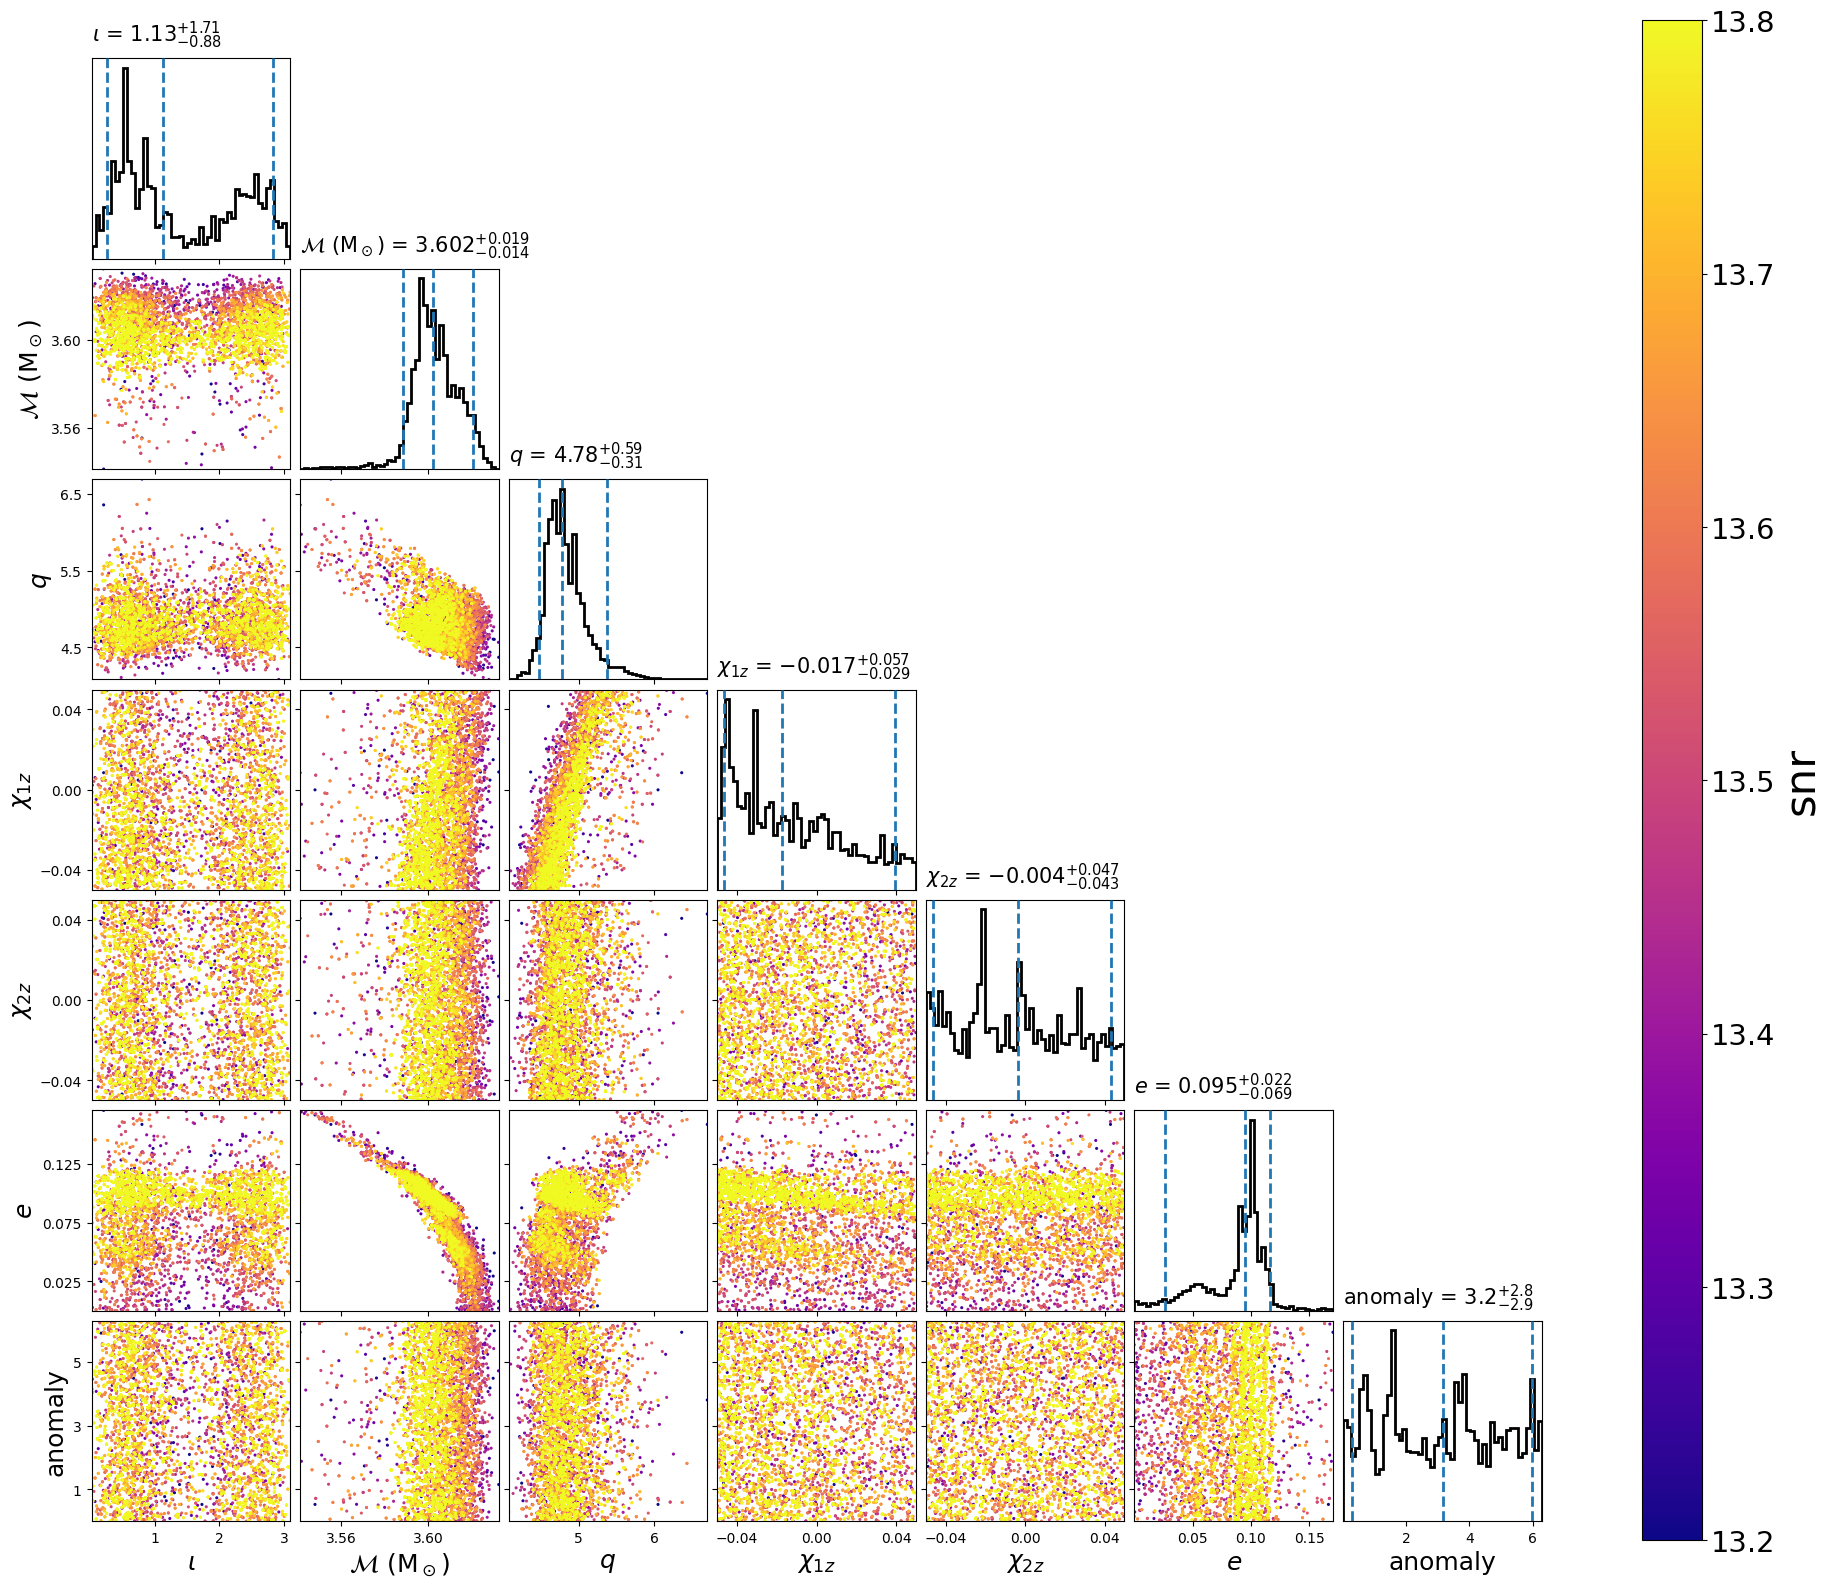 ι = 1.13+1.71−0.88
13.8
ℳ (M_⊙) = 3.602+0.019−0.014
ℳ (M_⊙)
3.60
3.56
13.7
q = 4.78+0.59−0.31
q
6.5
5.5
4.5
13.6
χ1z = −0.017+0.057−0.029
χ1z
0.04
0.00
−0.04
13.5
snr
χ2z = −0.004+0.047−0.043
χ2z
0.04
0.00
−0.04
13.4
e = 0.095+0.022−0.069
e
0.125
0.075
0.025
13.3
anomaly = 3.2+2.8−2.9
anomaly
5
3
1
1 2 3 3.56 3.60 5 6 −0.04 0.00 0.04 −0.04 0.00 0.04 0.05 0.10 0.15 2 4 6
13.2
ι ℳ (M_⊙) q χ1z χ2z e anomaly